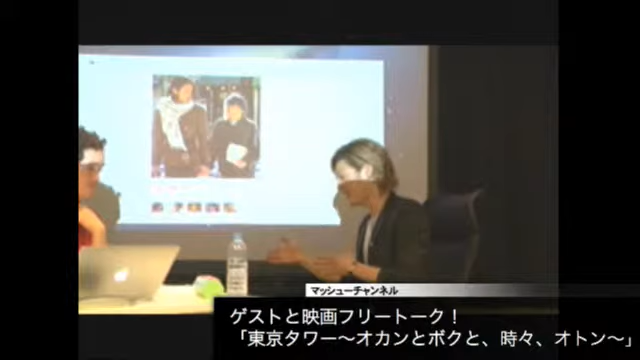 マッシューチャンネル
ゲストと映画フリートーク！
「東京タワー〜オカンとボクと、時々、オトン〜」